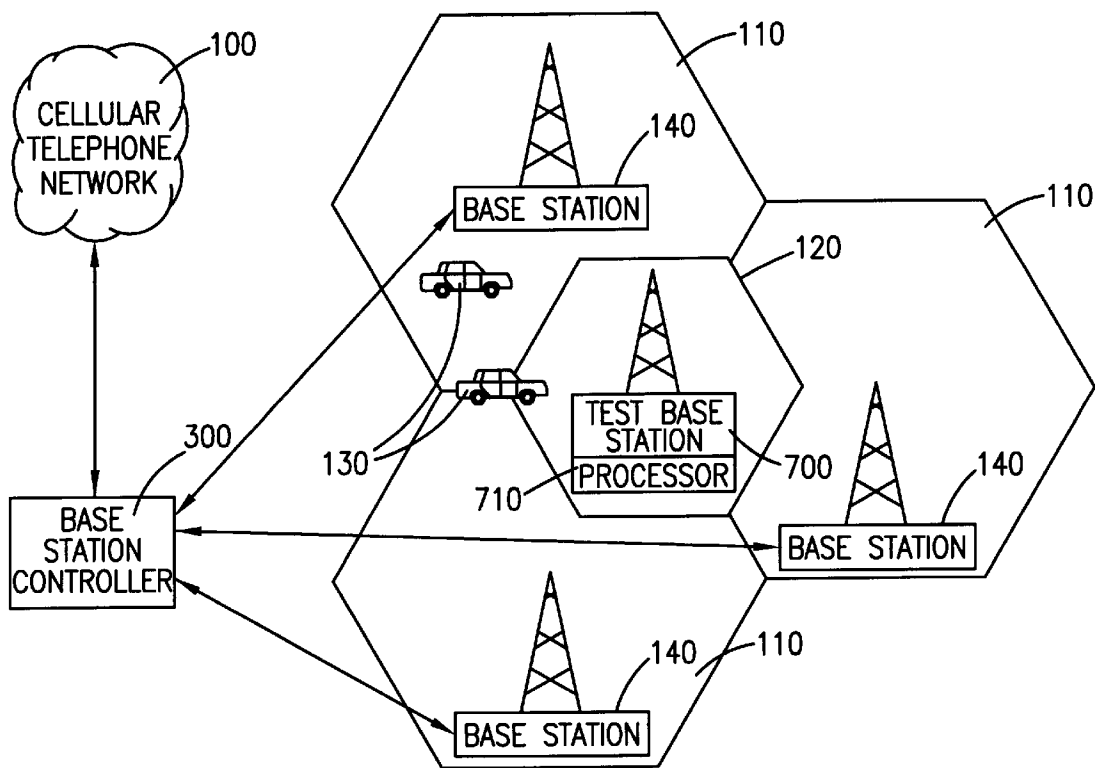 100
CELLULAR
TELEPHONE
NETWORK
110
140
BASE STATION
110
120
130
TEST BASE
STATION
700
710
PROCESSOR
300
BASE
STATION
CONTROLLER
140
BASE STATION
140
110
BASE STATION